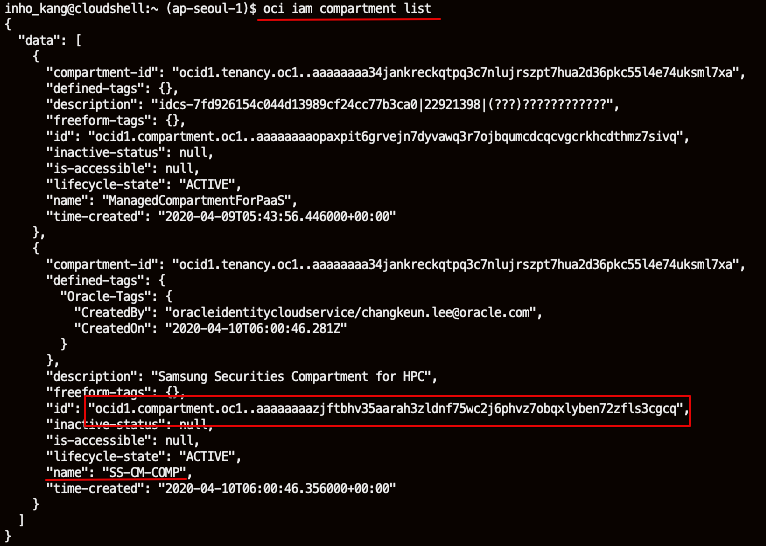 inho_kang@cloudshell:~ (ap-seoul-1)$ oci iam compartment list
{
  "data": [
    {
      "compartment-id": "ocid1.tenancy.oc1..aaaaaaaa34jankreckqtpq3c7nlujrszpt7hua2d36pkc55l4e74uksml7xa",
      "defined-tags": {},
      "description": "idcs-7fd926154c044d13989cf24cc77b3ca0|22921398|(???)????????????",
      "freeform-tags": {},
      "id": "ocid1.compartment.oc1..aaaaaaaaopaxpit6grvejn7dyvawq3r7ojbqumcdcqcvgcrkhcdthmz7sivq",
      "inactive-status": null,
      "is-accessible": null,
      "lifecycle-state": "ACTIVE",
      "name": "ManagedCompartmentForPaaS",
      "time-created": "2020-04-09T05:43:56.446000+00:00"
    },
    {
      "compartment-id": "ocid1.tenancy.oc1..aaaaaaaa34jankreckqtpq3c7nlujrszpt7hua2d36pkc55l4e74uksml7xa",
      "defined-tags": {
        "Oracle-Tags": {
          "CreatedBy": "oracleidentitycloudservice/changkeun.lee@oracle.com",
          "CreatedOn": "2020-04-10T06:00:46.281Z"
        }
      },
      "description": "Samsung Securities Compartment for HPC",
      "freeform-tags": {},
      "id": "ocid1.compartment.oc1..aaaaaaaazjftbhv35aarah3zldnf75wc2j6phvz7obqxlyben72zfls3cgcq",
      "inactive-status": null,
      "is-accessible": null,
      "lifecycle-state": "ACTIVE",
      "name": "SS-CM-COMP",
      "time-created": "2020-04-10T06:00:46.356000+00:00"
    }
  ]
}